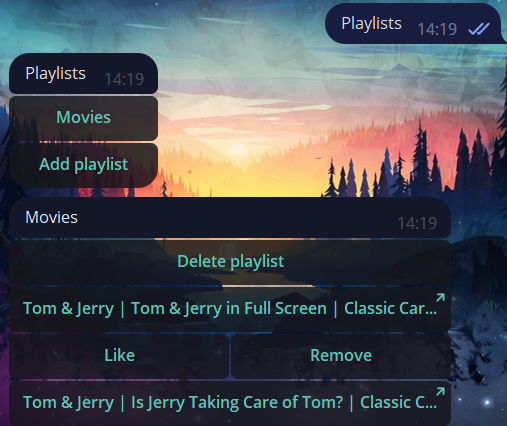 Playlists 14:19
Playlists 14:19
Movies
Add playlist
Movies 14:19
Delete playlist
Tom & Jerry | Tom & Jerry in Full Screen | Classic Car...
Like Remove
Tom & Jerry | Is Jerry Taking Care of Tom? | Classic C...